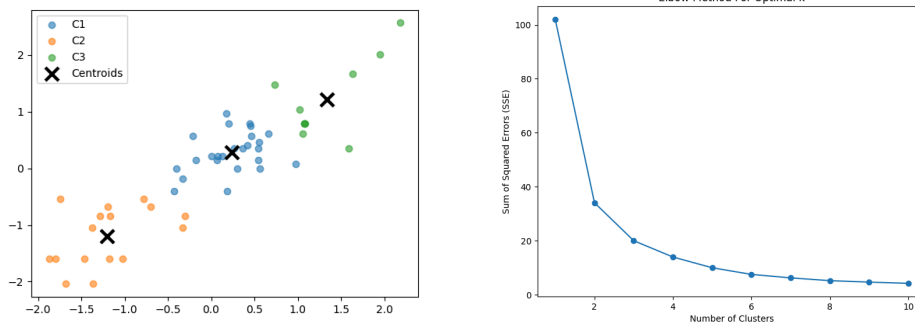 C1
C2
C3
Centroids
2
1
0
−1
−2
−2.0 −1.5 −1.0 −0.5 0.0 0.5 1.0 1.5 2.0
Sum of Squared Errors (SSE)
100
80
60
40
20
0
2 4 6 8 10
Number of Clusters